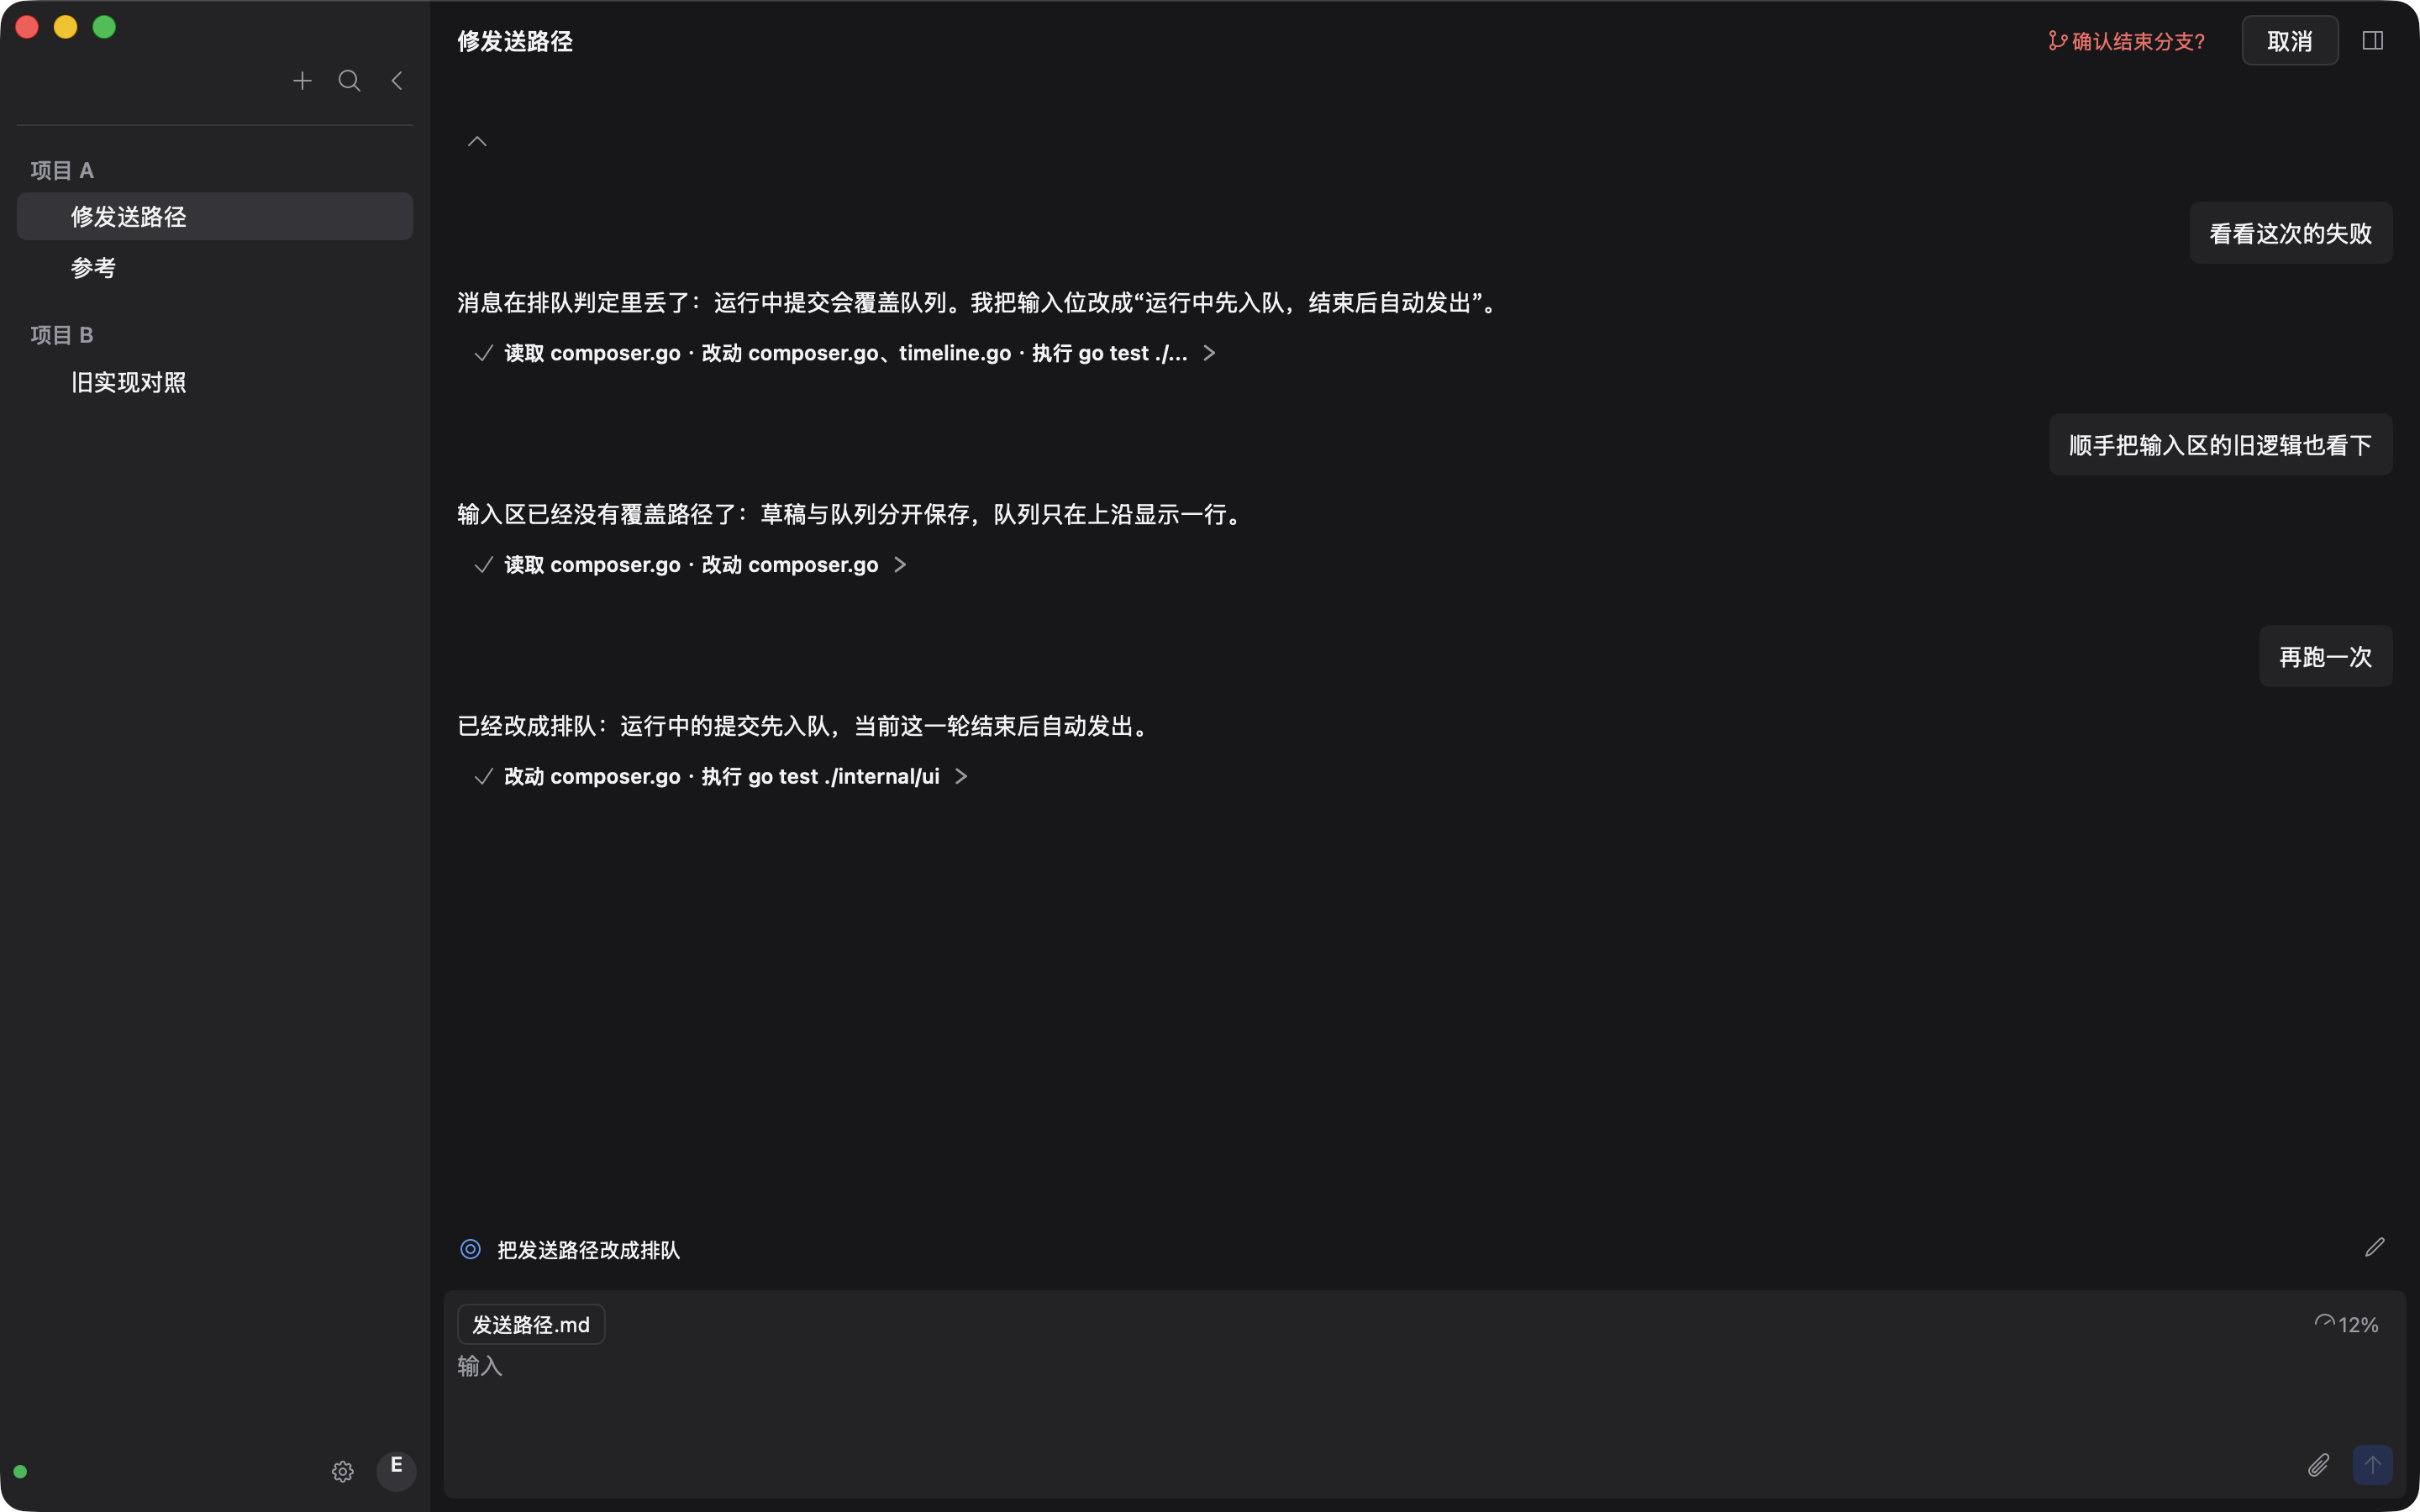 修发送路径
确认结束分支?
取消
项目 A
修发送路径
参考
项目 B
旧实现对照
看看这次的失败
消息在排队判定里丢了：运行中提交会覆盖队列。我把输入位改成“运行中先入队，结束后自动发出”。
读取 composer.go · 改动 composer.go、timeline.go · 执行 go test ./...
顺手把输入区的旧逻辑也看下
输入区已经没有覆盖路径了：草稿与队列分开保存，队列只在上沿显示一行。
读取 composer.go · 改动 composer.go
再跑一次
已经改成排队：运行中的提交先入队，当前这一轮结束后自动发出。
改动 composer.go · 执行 go test ./internal/ui
把发送路径改成排队
发送路径.md
12%
输入
E